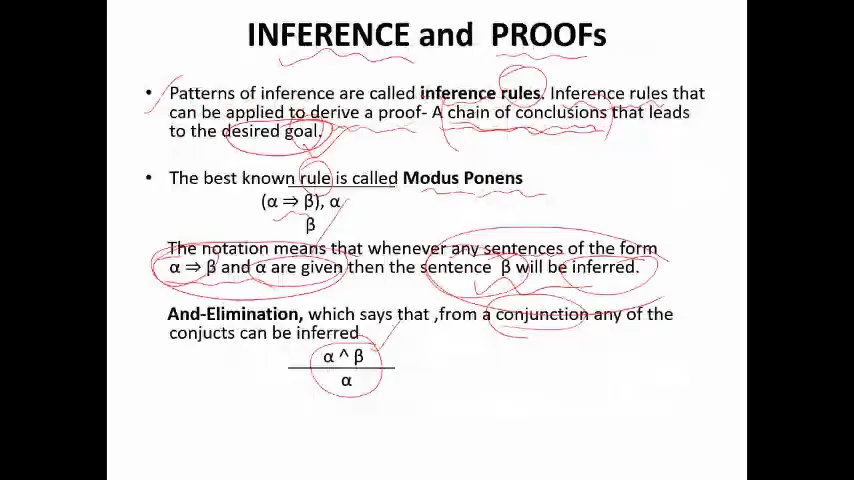 INFERENCE and PROOFs
• Patterns of inference are called inference rules. Inference rules that
can be applied to derive a proof- A chain of conclusions that leads
to the desired goal.
• The best known rule is called Modus Ponens
(α ⇒ β), α
β
The notation means that whenever any sentences of the form
α ⇒ β and α are given then the sentence β will be inferred.
And-Elimination, which says that ,from a conjunction any of the
conjucts can be inferred
α ^ β
α